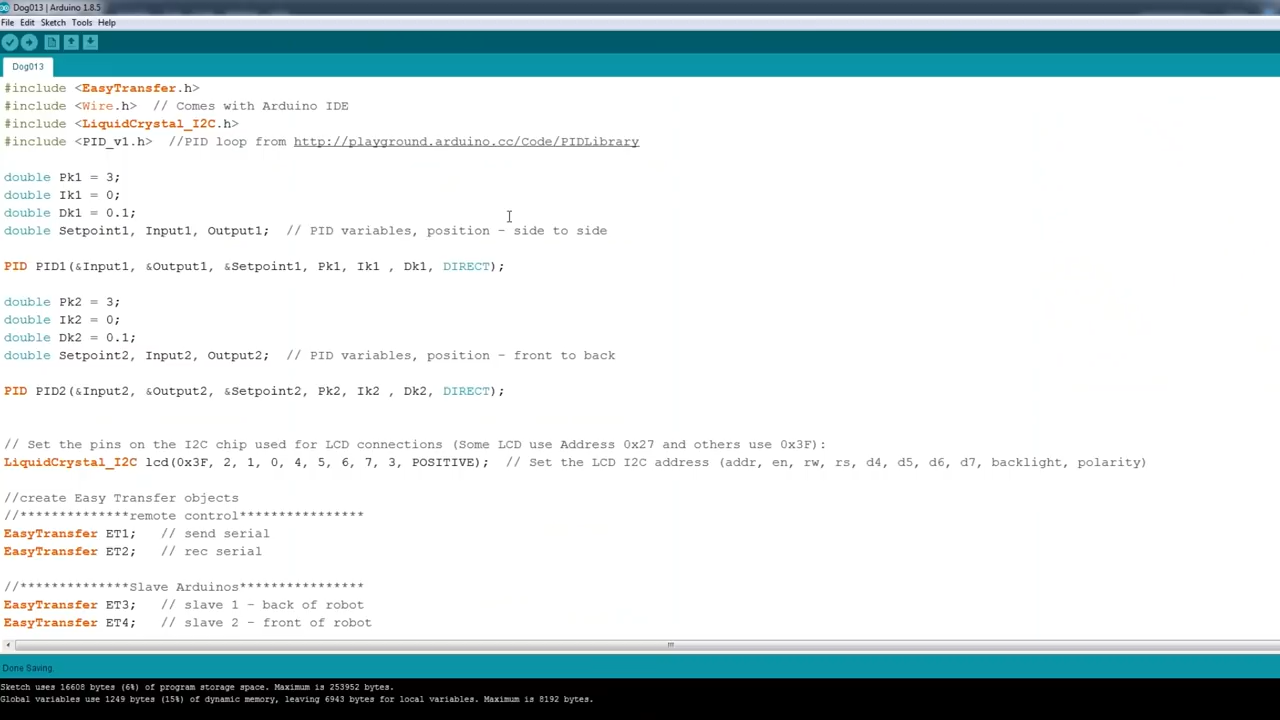 Dog013 | Arduino 1.8.5
File Edit Sketch Tools Help
Dog013
#include <EasyTransfer.h>
#include <Wire.h>  // Comes with Arduino IDE
#include <LiquidCrystal_I2C.h>
#include <PID_v1.h>  //PID loop from http://playground.arduino.cc/Code/PIDLibrary
double Pk1 = 3;
double Ik1 = 0;
double Dk1 = 0.1;
double Setpoint1, Input1, Output1;  // PID variables, position - side to side
PID PID1(&Input1, &Output1, &Setpoint1, Pk1, Ik1 , Dk1, DIRECT);
double Pk2 = 3;
double Ik2 = 0;
double Dk2 = 0.1;
double Setpoint2, Input2, Output2;  // PID variables, position - front to back
PID PID2(&Input2, &Output2, &Setpoint2, Pk2, Ik2 , Dk2, DIRECT);
// Set the pins on the I2C chip used for LCD connections (Some LCD use Address 0x27 and others use 0x3F):
LiquidCrystal_I2C lcd(0x3F, 2, 1, 0, 4, 5, 6, 7, 3, POSITIVE);  // Set the LCD I2C address (addr, en, rw, rs, d4, d5, d6, d7, backlight, polarity)
//create Easy Transfer objects
//**************remote control****************
EasyTransfer ET1;   // send serial
EasyTransfer ET2;   // rec serial
//**************Slave Arduinos****************
EasyTransfer ET3;   // slave 1 - back of robot
EasyTransfer ET4;   // slave 2 - front of robot
Done Saving.
Sketch uses 16608 bytes (6%) of program storage space. Maximum is 253952 bytes.
Global variables use 1249 bytes (15%) of dynamic memory, leaving 6943 bytes for local variables. Maximum is 8192 bytes.